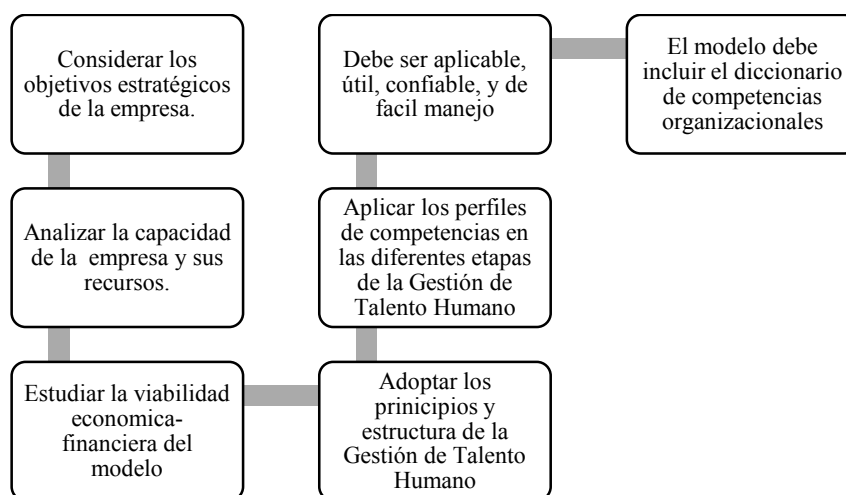 Considerar los
objetivos estratégicos
de la empresa.
Analizar la capacidad
de la empresa y sus
recursos.
Estudiar la viabilidad
economica-
financiera del
modelo
Adoptar los
prinicipios y
estructura de la
Gestión de Talento
Humano
Aplicar los perfiles
de competencias en
las diferentes etapas
de la Gestión de
Talento Humano
Debe ser aplicable,
útil, confiable, y de
facil manejo
El modelo debe
incluir el diccionario
de competencias
organizacionales